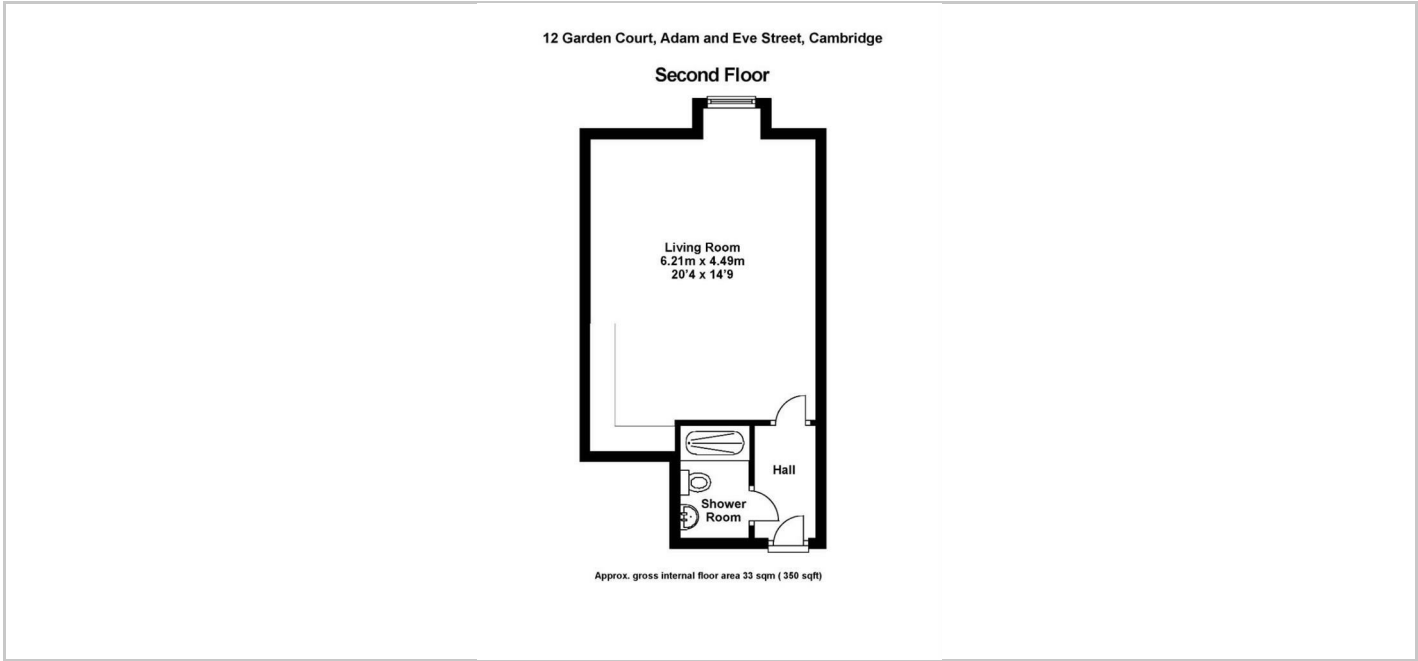 12 Garden Court, Adam and Eve Street, Cambridge
Second Floor
Living Room
6.21m x 4.49m
20'4 x 14'9
Hall
Shower
Room
Approx. gross internal floor area 33 sqm ( 350 sqft)